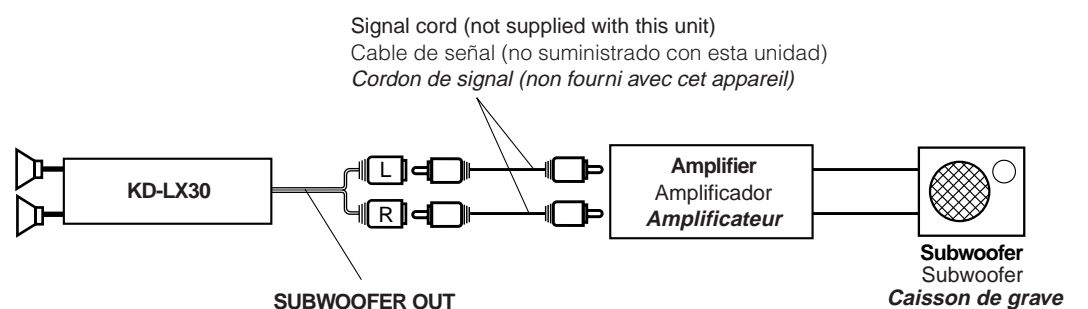 Signal cord (not supplied with this unit)
Cable de señal (no suministrado con esta unidad)
Cordon de signal (non fourni avec cet appareil)
KD-LX30
L
R
Amplifier
Amplificador
Amplificateur
SUBWOOFER OUT
Subwoofer
Subwoofer
Caisson de grave